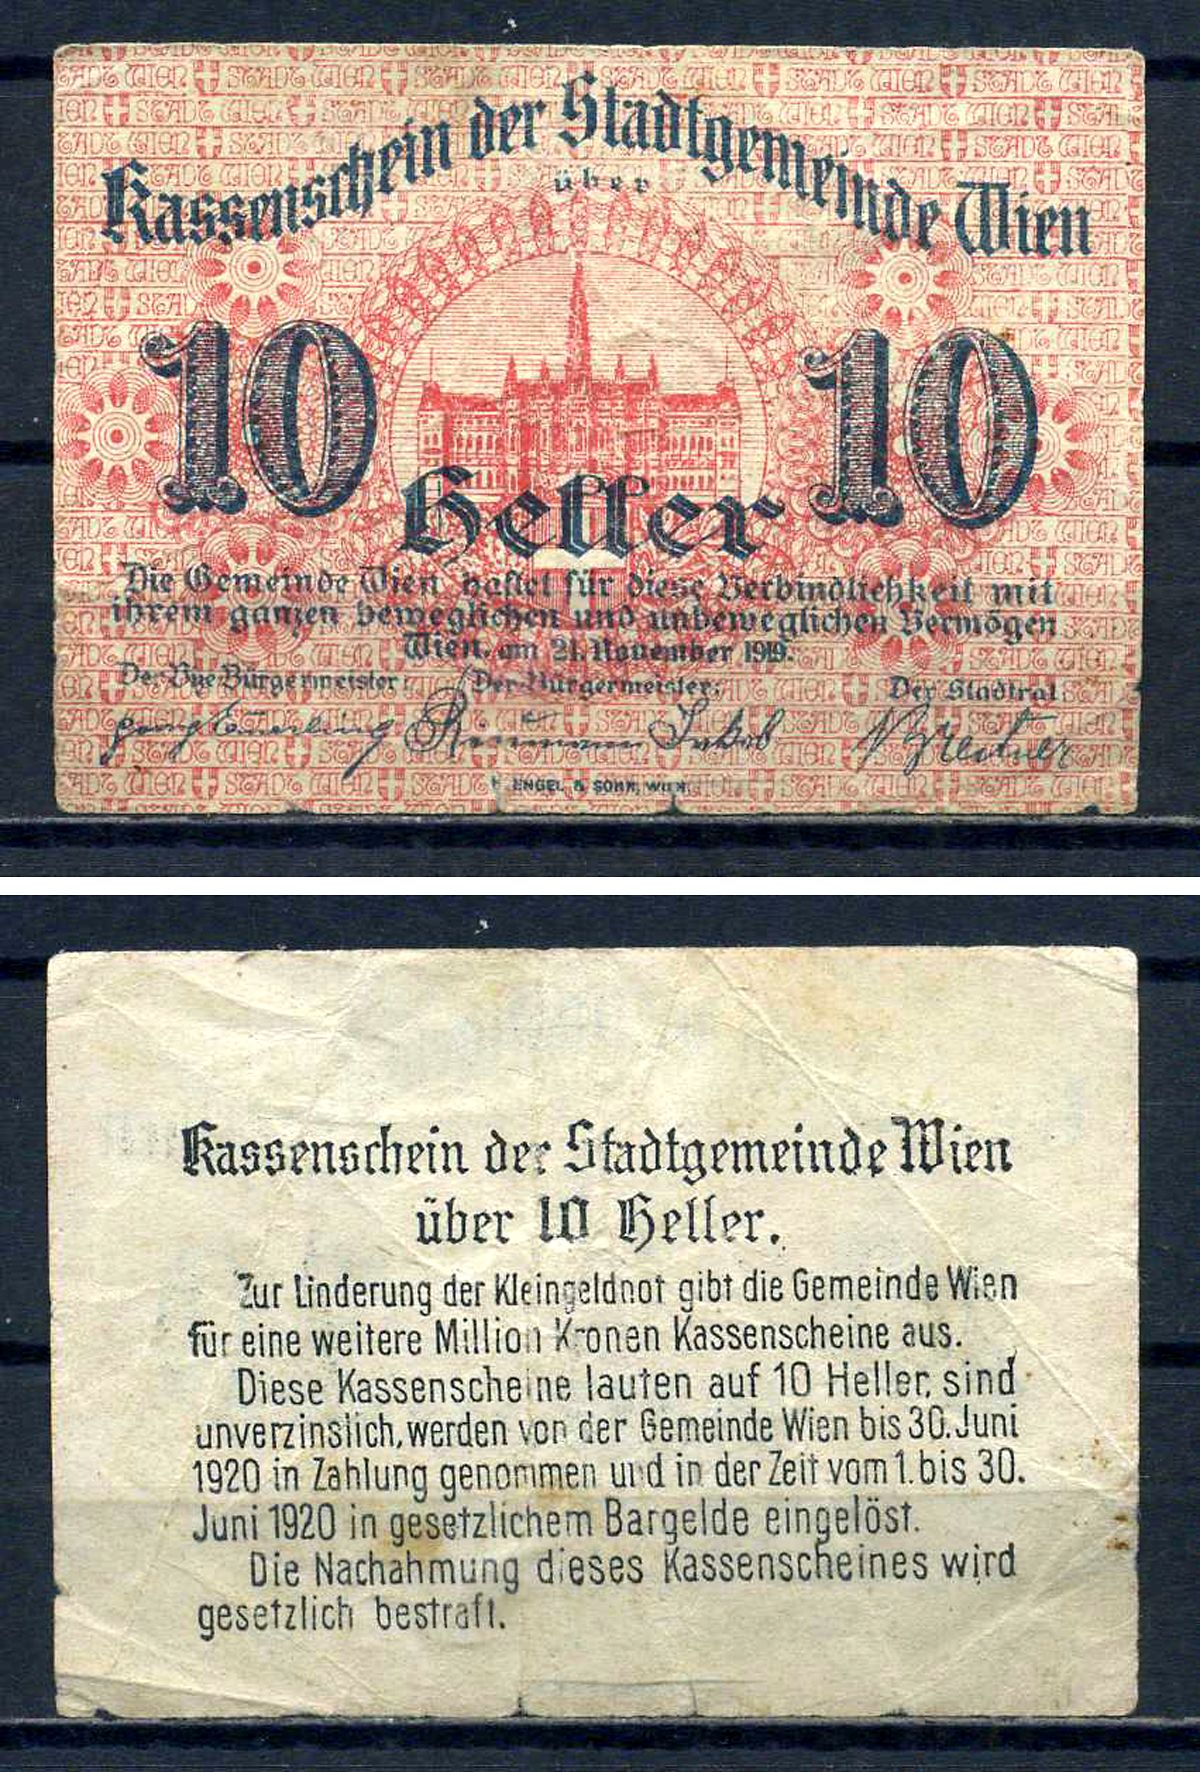 Kassenschein der Stadtgemeinde Wien
über
10 10
Heller
Die Gemeinde Wien haftet für diese Verbindlichkeit mit
ihrem ganzen beweglichen und unbeweglichen Vermögen
Wien, am 21. November 1919.
Der Bürgermeister: Der Stadtrat:
Reumann
ENGEL & SOHN, WIEN.
Kassenschein der Stadtgemeinde Wien
über 10 Heller.
Zur Linderung der Kleingeldnot gibt die Gemeinde Wien
für eine weitere Million Kronen Kassenscheine aus.
Diese Kassenscheine lauten auf 10 Heller, sind
unverzinslich, werden von der Gemeinde Wien bis 30. Juni
1920 in Zahlung genommen und in der Zeit vom 1. bis 30.
Juni 1920 in gesetzlichem Bargelde eingelöst.
Die Nachahmung dieses Kassenscheines wird
gesetzlich bestraft.